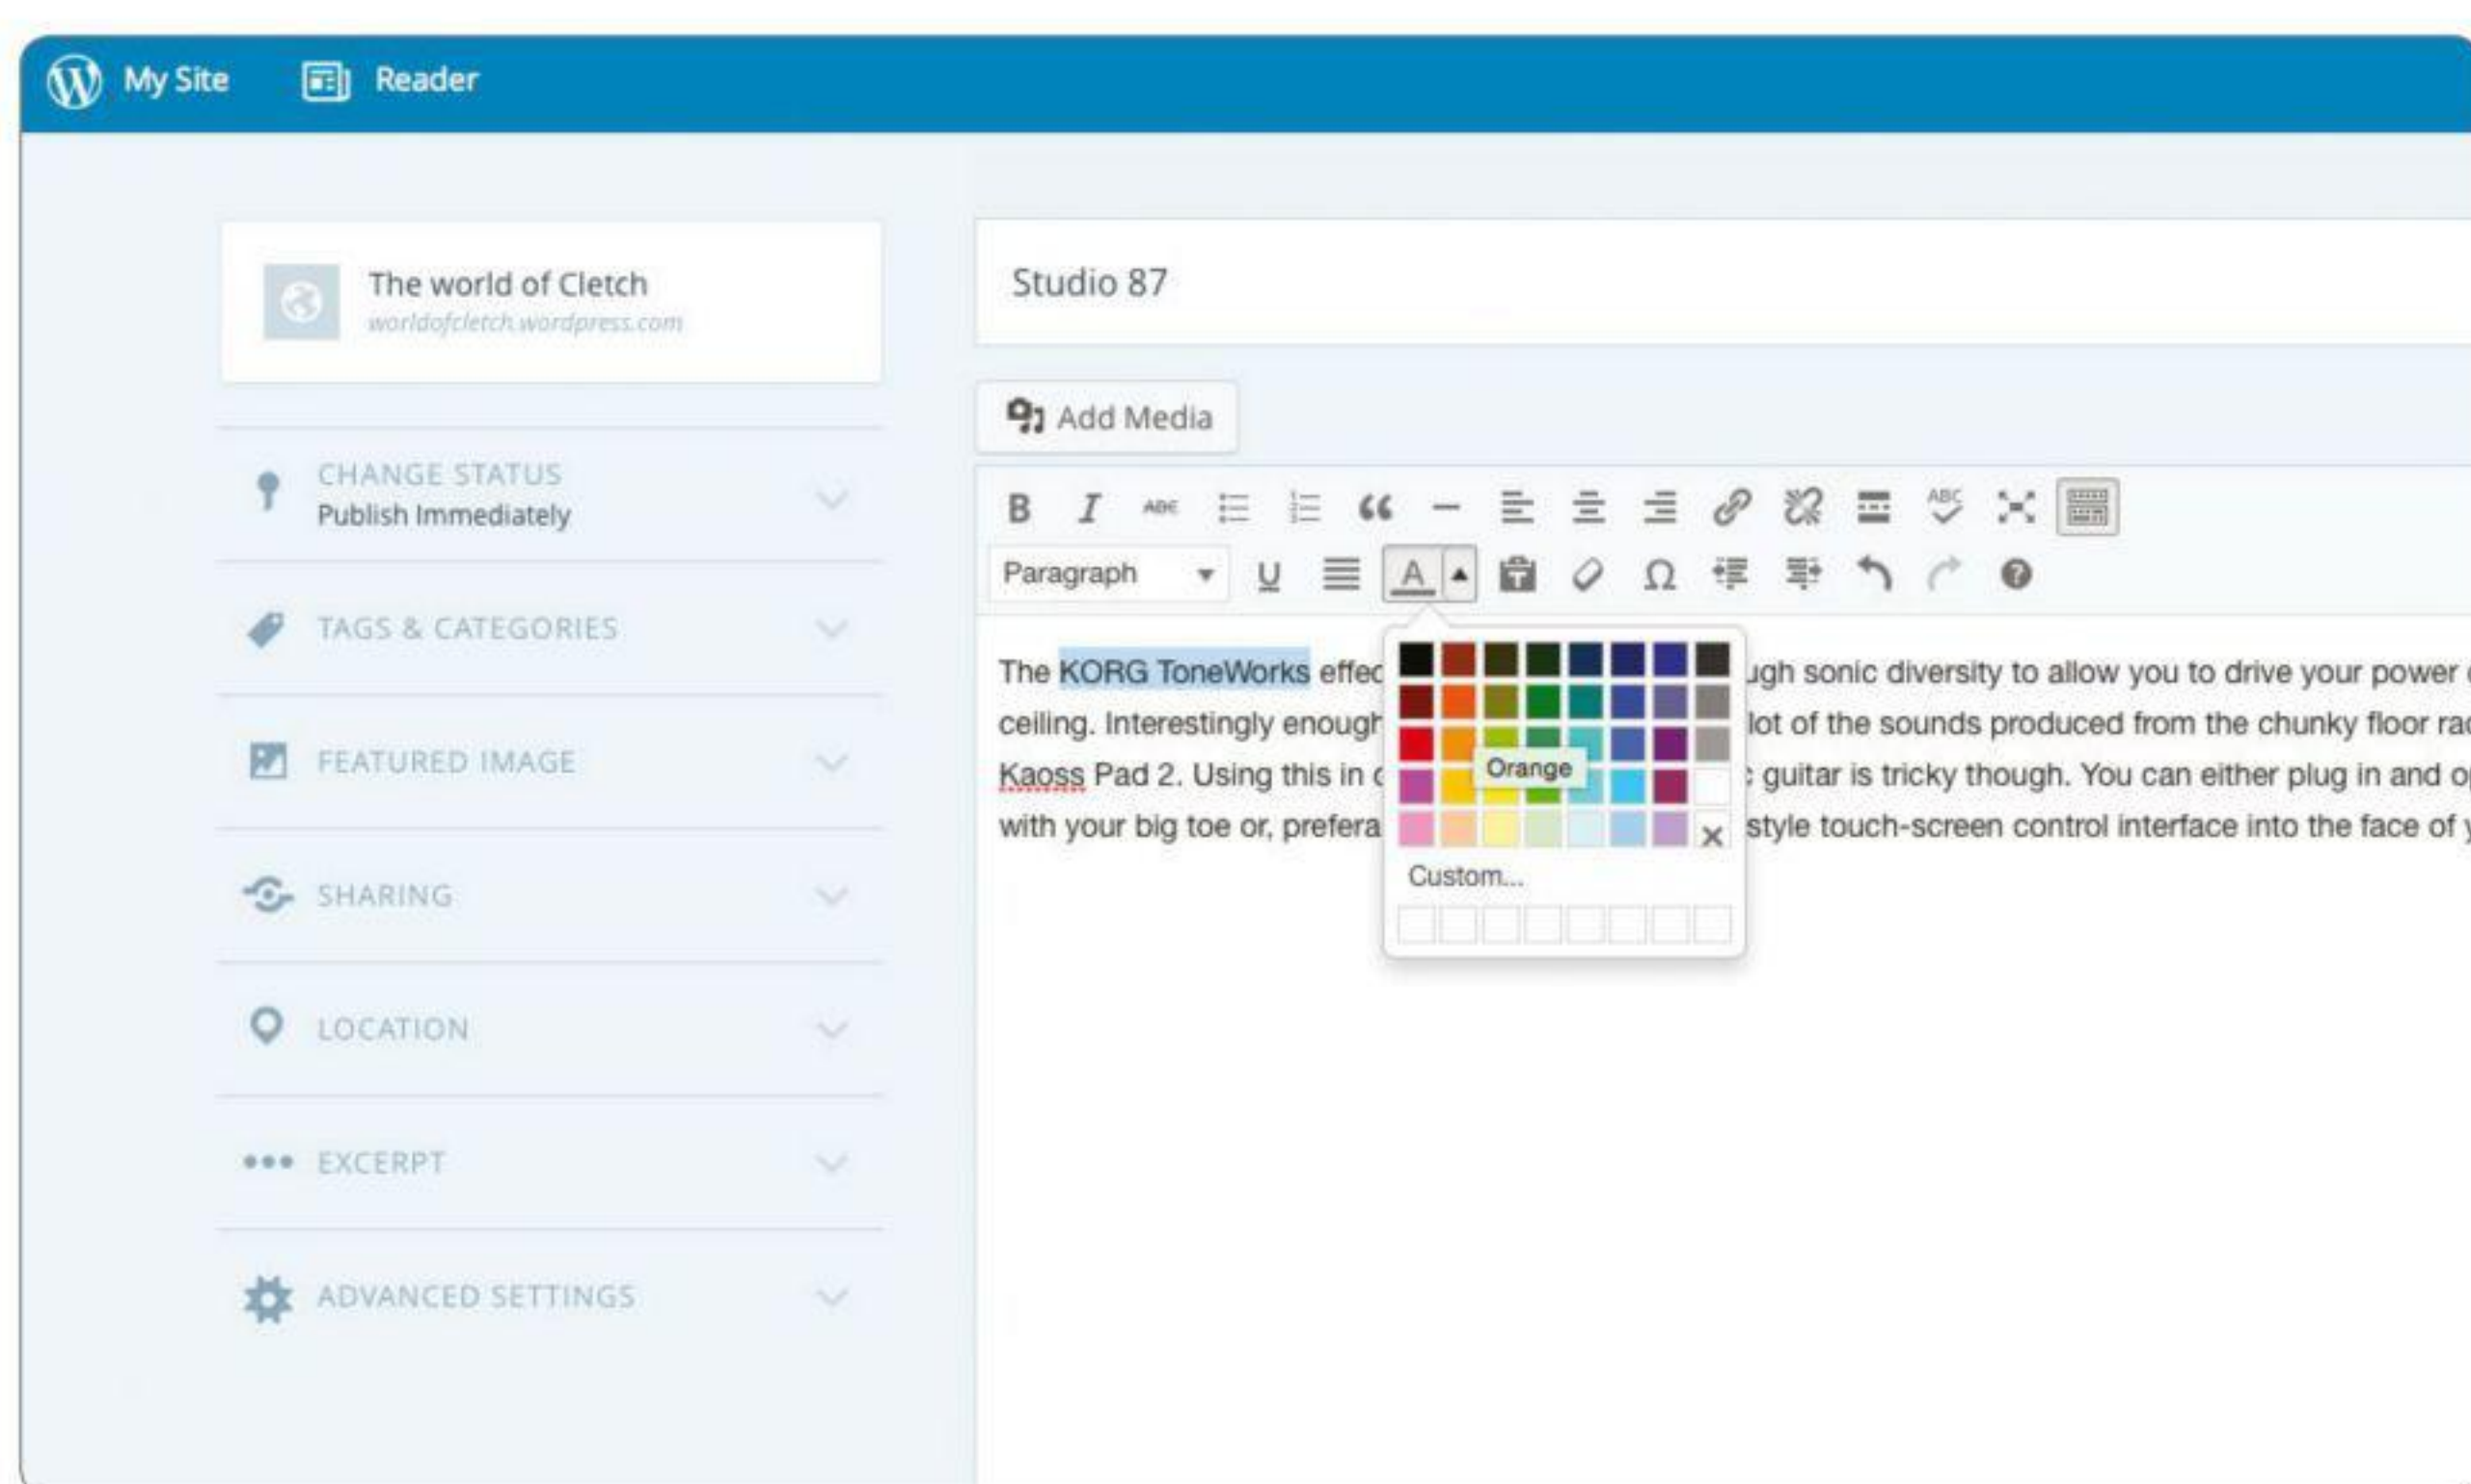 My Site
Reader
The world of Cletch
worldofcletch.wordpress.com
CHANGE STATUS
Publish Immediately
TAGS & CATEGORIES
FEATURED IMAGE
SHARING
LOCATION
EXCERPT
ADVANCED SETTINGS
Studio 87
Add Media
B I ABE ABC
Paragraph U A Ω
The KORG ToneWorks effec ugh sonic diversity to allow you to drive your power
ceiling. Interestingly enough lot of the sounds produced from the chunky floor rac
Kaoss Pad 2. Using this in guitar is tricky though. You can either plug in and
with your big toe or, prefera style touch-screen control interface into the face of
Orange
Custom...